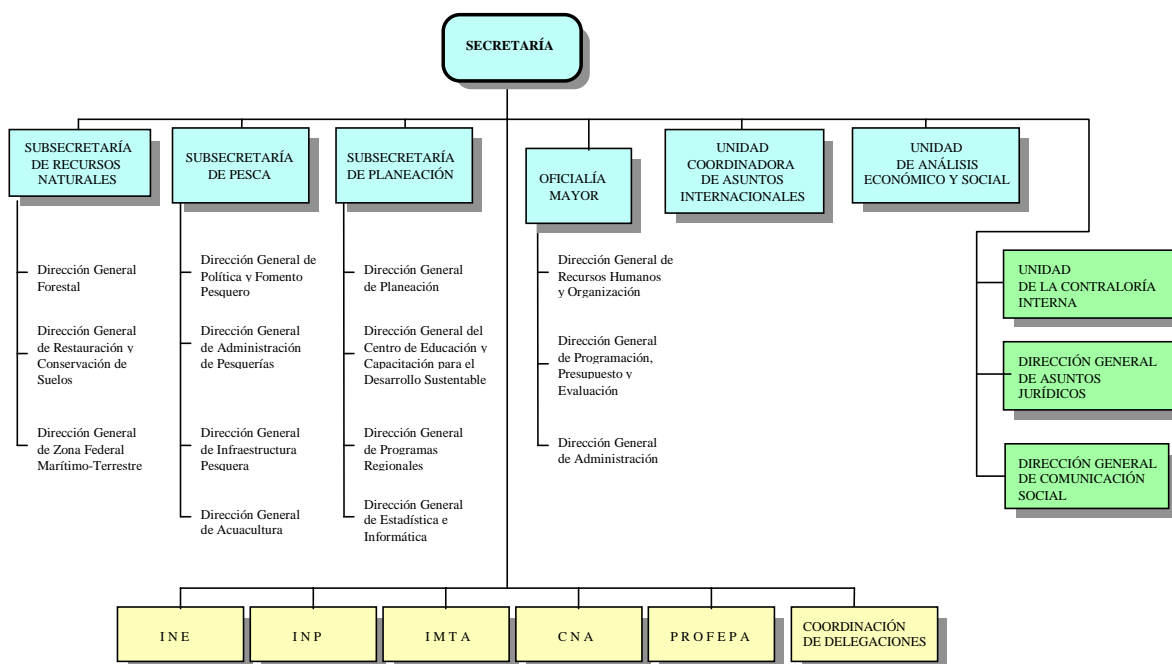 SECRETARÍA
SUBSECRETARÍA
DE RECURSOS
NATURALES
SUBSECRETARÍA
DE PESCA
SUBSECRETARÍA
DE PLANEACIÓN
OFICIALÍA
MAYOR
UNIDAD
COORDINADORA
DE ASUNTOS
INTERNACIONALES
UNIDAD
DE ANÁLISIS
ECONÓMICO Y SOCIAL
Dirección General
Forestal
Dirección General
de Restauración y
Conservación de
Suelos
Dirección General
de Zona Federal
Marítimo-Terrestre
Dirección General de
Política y Fomento
Pesquero
Dirección General
de Administración
de Pesquerías
Dirección General
de Infraestructura
Pesquera
Dirección General
de Acuacultura
Dirección General
de Planeación
Dirección General del
Centro de Educación y
Capacitación para el
Desarrollo Sustentable
Dirección General
de Programas
Regionales
Dirección General
de Estadística e
Informática
Dirección General de
Recursos Humanos
y Organización
Dirección General
de Programación,
Presupuesto y
Evaluación
Dirección General
de Administración
UNIDAD
DE LA CONTRALORÍA
INTERNA
DIRECCIÓN GENERAL
DE ASUNTOS
JURÍDICOS
DIRECCIÓN GENERAL
DE COMUNICACIÓN
SOCIAL
I N E
I N P
I M T A
C N A
P R O F E P A
COORDINACIÓN
DE DELEGACIONES